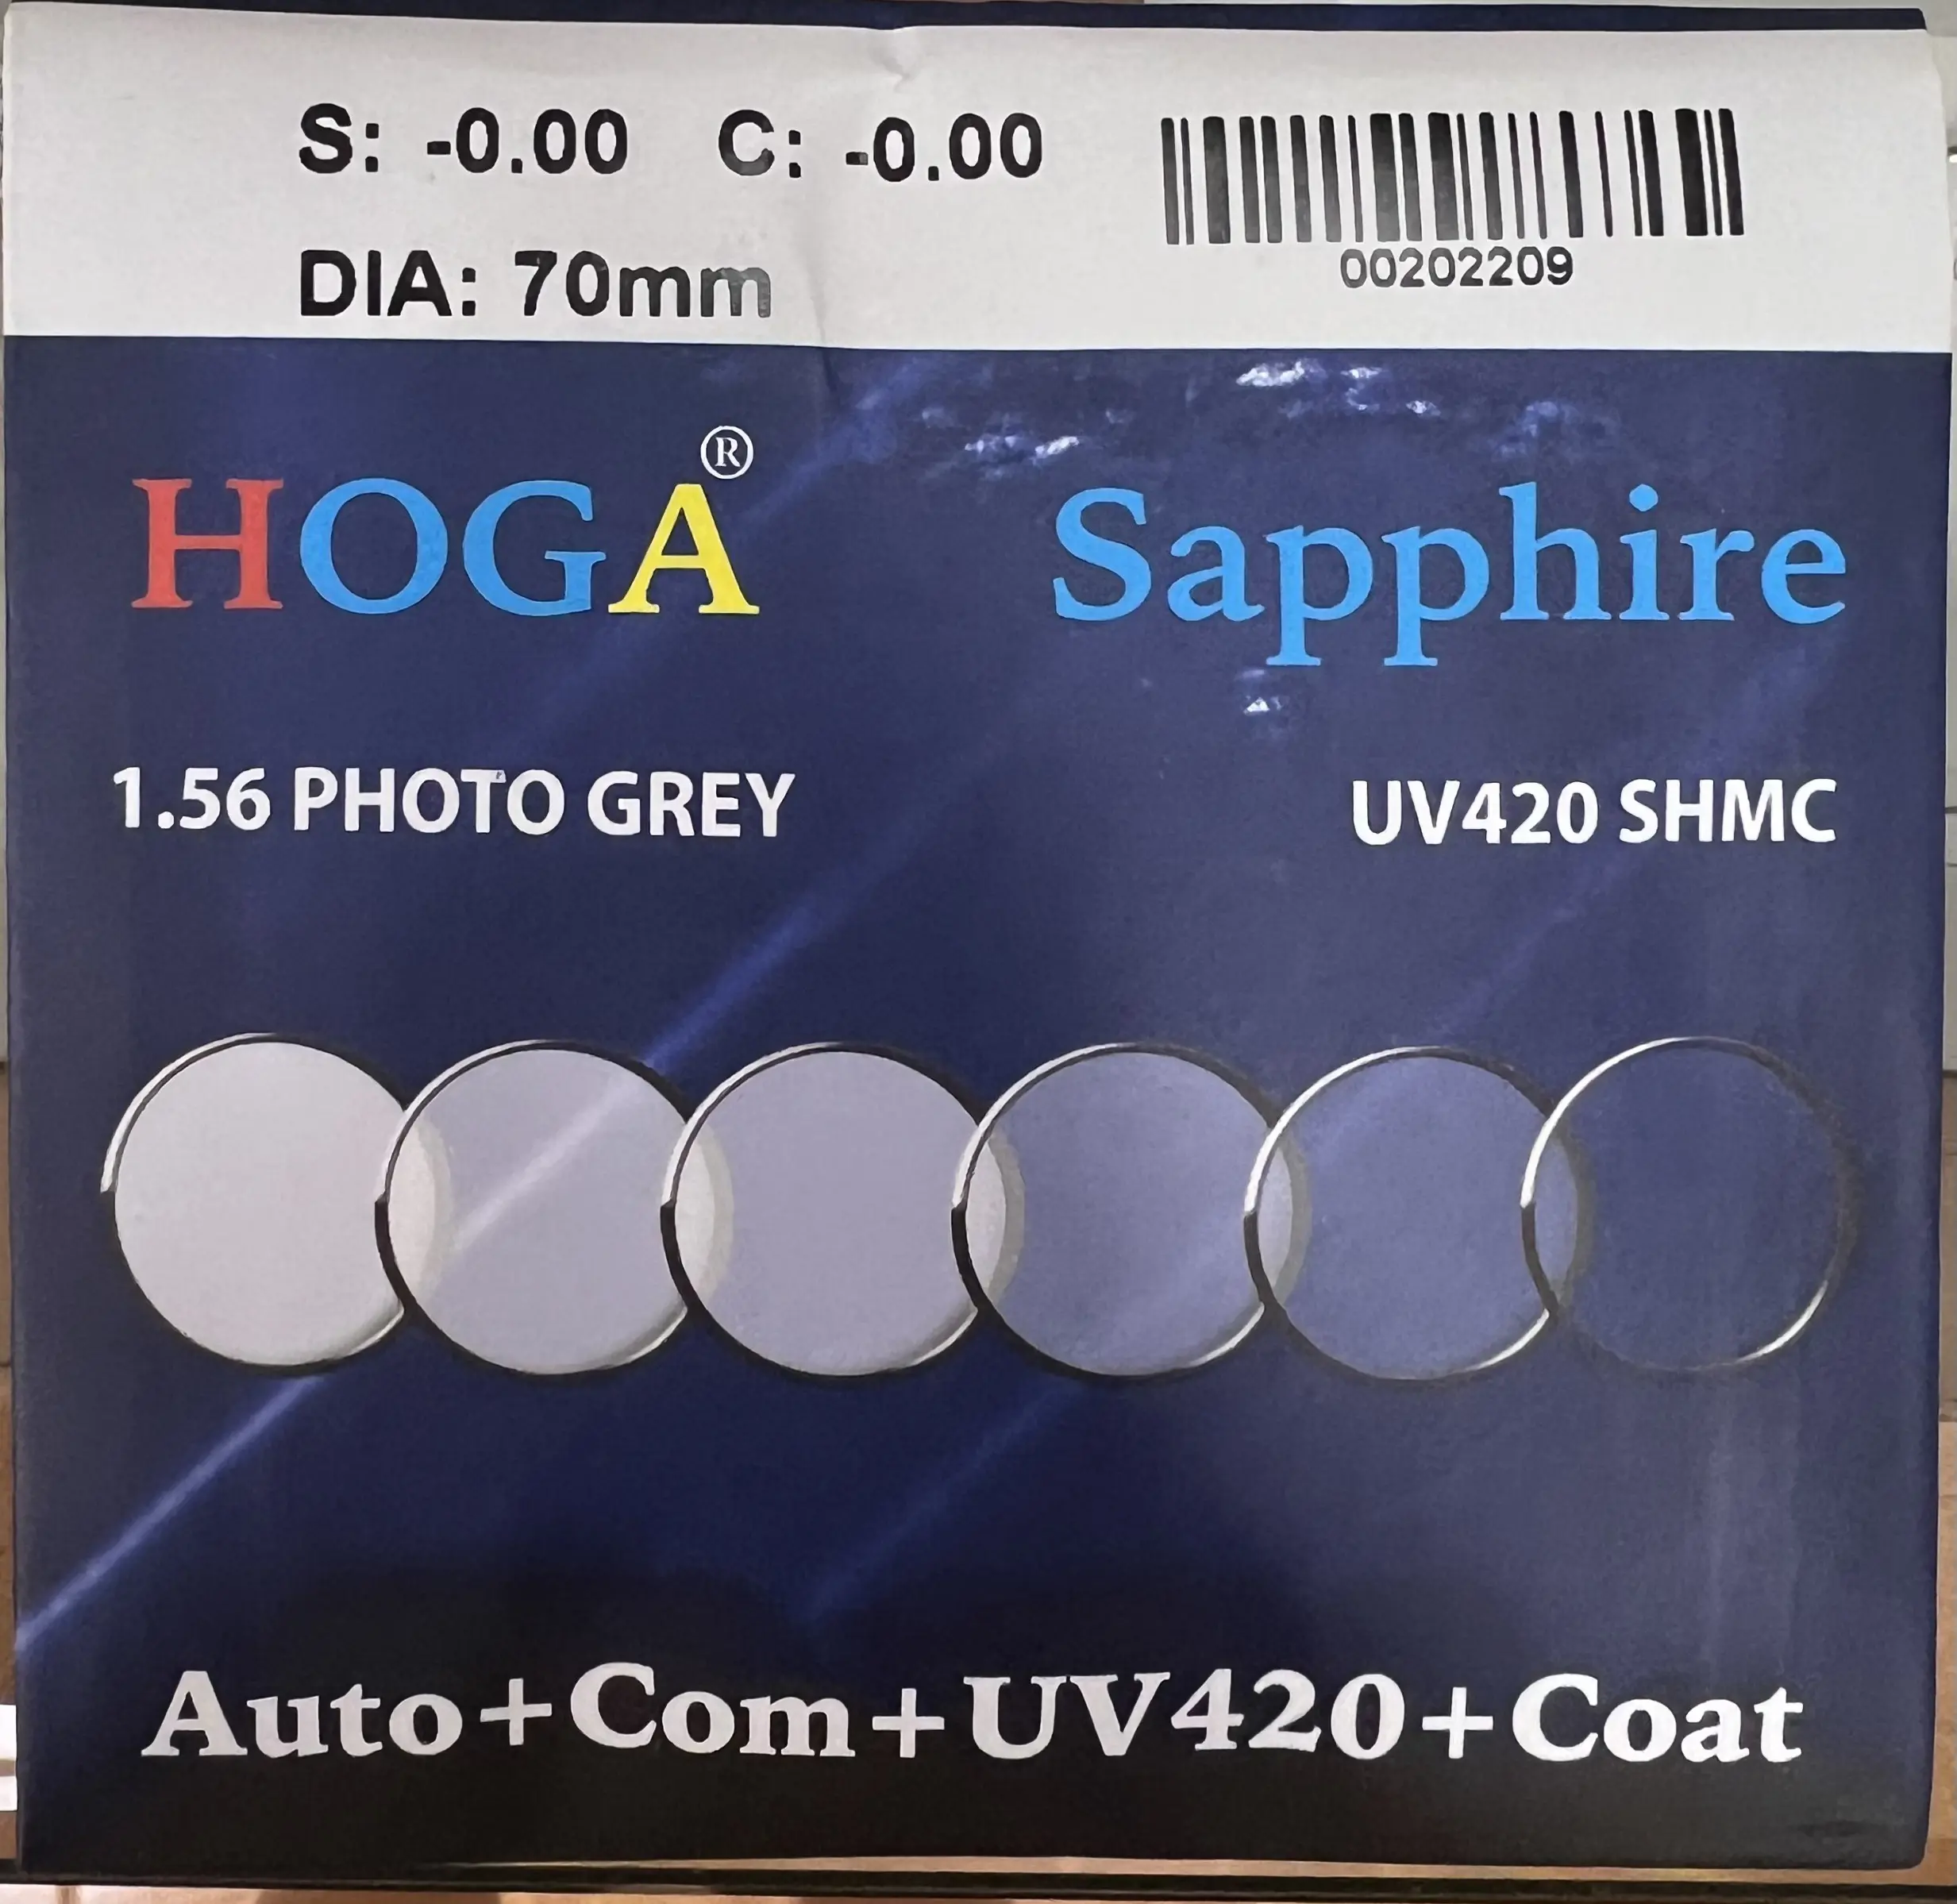 S: -0.00 C: -0.00
DIA: 70mm
00202209
HOGA® Sapphire
1.56 PHOTO GREY UV420 SHMC
Auto+Com+UV420+Coat